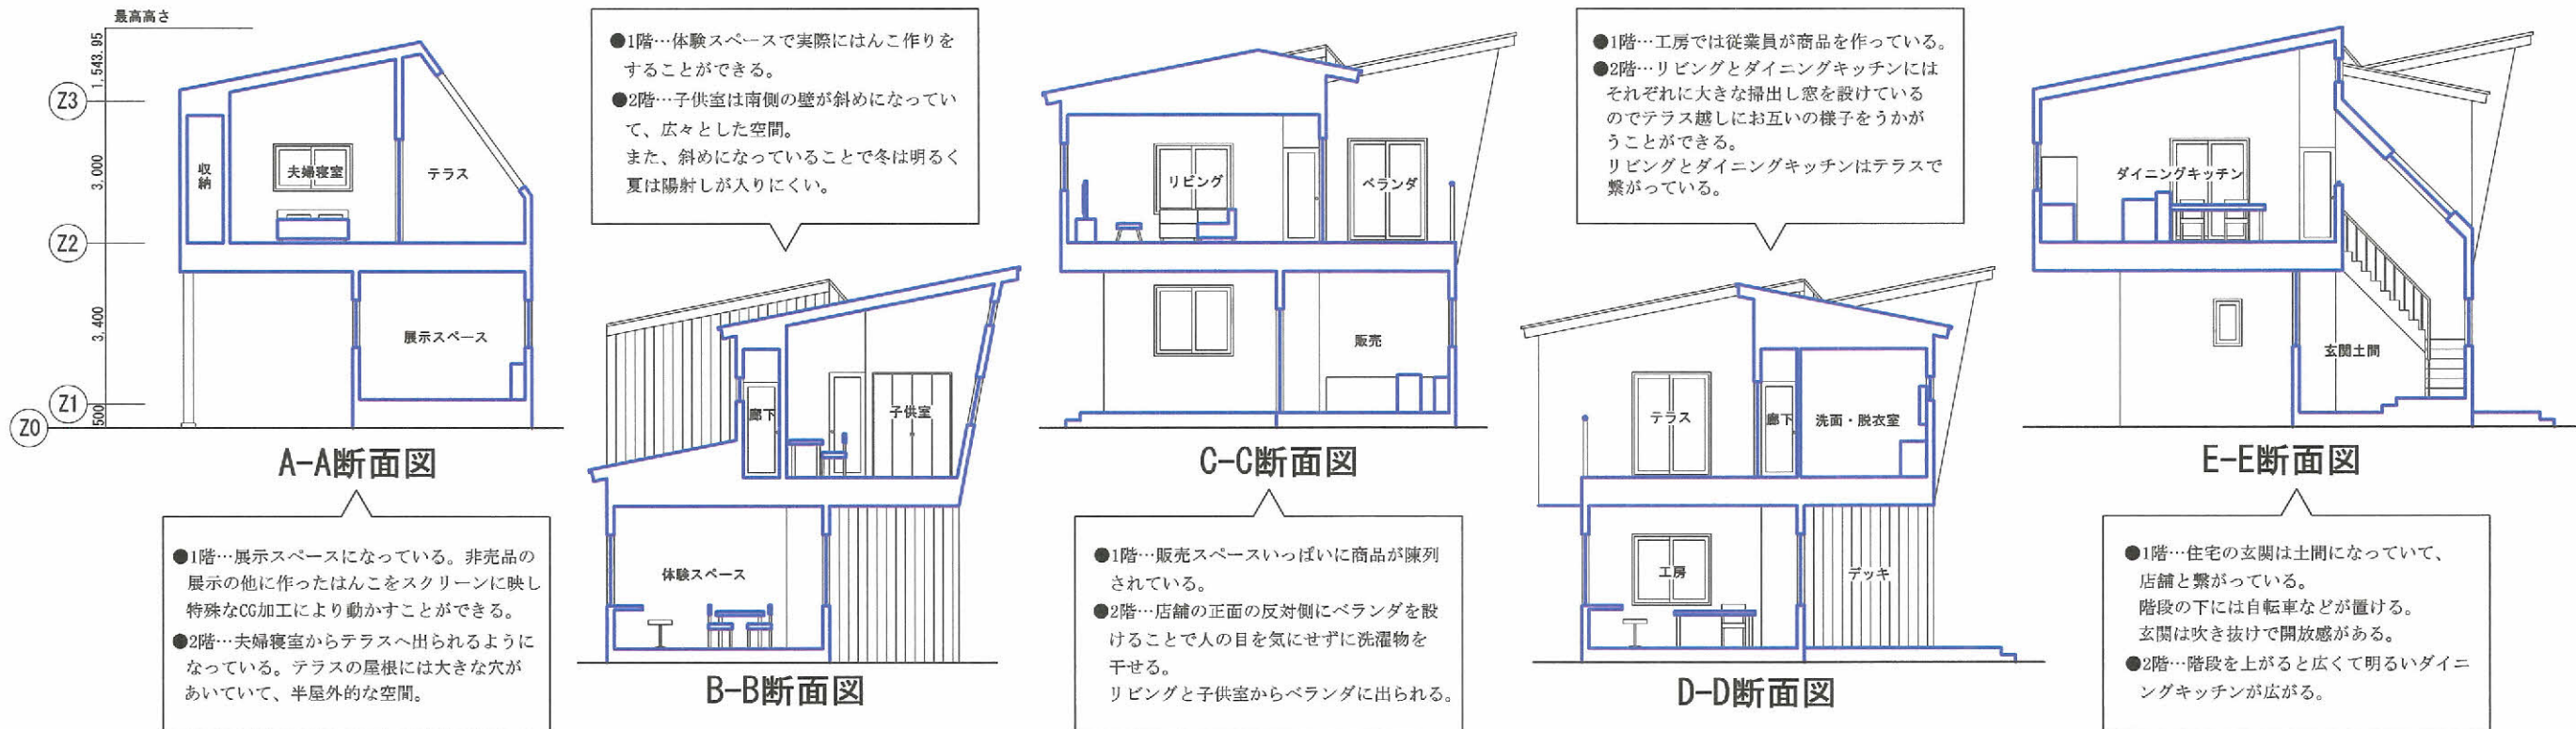 最高高さ
1,543.95
Z3
3,000
Z2
3,400
Z1
500
Z0
収納
夫婦寝室
テラス
展示スペース
A-A断面図
●1階…展示スペースになっている。非売品の
展示の他に作ったはんこをスクリーンに映し
特殊なCG加工により動かすことができる。
●2階…夫婦寝室からテラスへ出られるように
なっている。テラスの屋根には大きな穴が
あいていて、半屋外的な空間。
●1階…体験スペースで実際にはんこ作りを
することができる。
●2階…子供室は南側の壁が斜めになってい
て、広々とした空間。
また、斜めになっていることで冬は明るく
夏は陽射しが入りにくい。
廊下
子供室
体験スペース
B-B断面図
リビング
ベランダ
販売
C-C断面図
●1階…販売スペースいっぱいに商品が陳列
されている。
●2階…店舗の正面の反対側にベランダを設
けることで人の目を気にせずに洗濯物を
干せる。
リビングと子供室からベランダに出られる。
●1階…工房では従業員が商品を作っている。
●2階…リビングとダイニングキッチンには
それぞれに大きな掃出し窓を設けている
のでテラス越しにお互いの様子をうかが
うことができる。
リビングとダイニングキッチンはテラスで
繋がっている。
テラス
廊下
洗面・脱衣室
工房
デッキ
D-D断面図
ダイニングキッチン
玄関土間
E-E断面図
●1階…住宅の玄関は土間になっていて、
店舗と繋がっている。
階段の下には自転車などが置ける。
玄関は吹き抜けで開放感がある。
●2階…階段を上がると広くて明るいダイニ
ングキッチンが広がる。